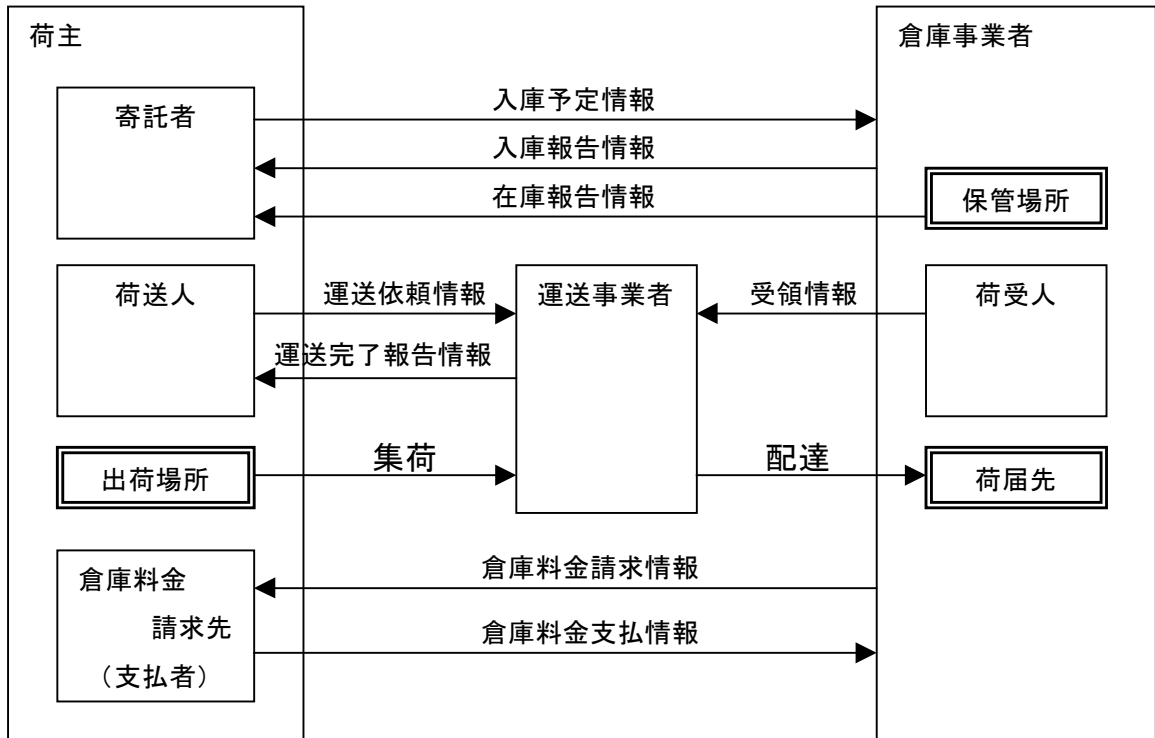 荷主
倉庫事業者
寄託者
入庫予定情報
入庫報告情報
在庫報告情報
保管場所
荷送人
運送依頼情報
運送事業者
受領情報
荷受人
運送完了報告情報
出荷場所
集荷
配達
荷届先
倉庫料金
請求先
(支払者)
倉庫料金請求情報
倉庫料金支払情報